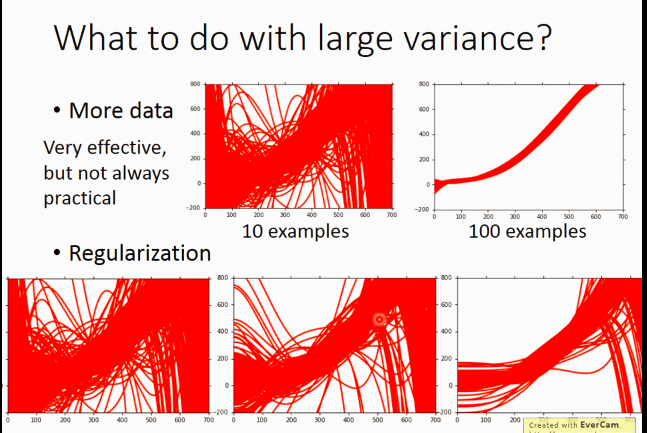 What to do with large variance?
• More data
Very effective,
but not always
practical
800
600
400
200
0
−200
0 100 200 300 400 500 600 700
10 examples
800
600
400
200
0
−200
0 100 200 300 400 500 600 700
100 examples
• Regularization
0 100 200 300 400 500 600 700
800
600
400
200
0
-200
0 100 200 300 400 500 600 700
800
600
400
200
0
-200
0 100 200 300 400
Created with EverCam.